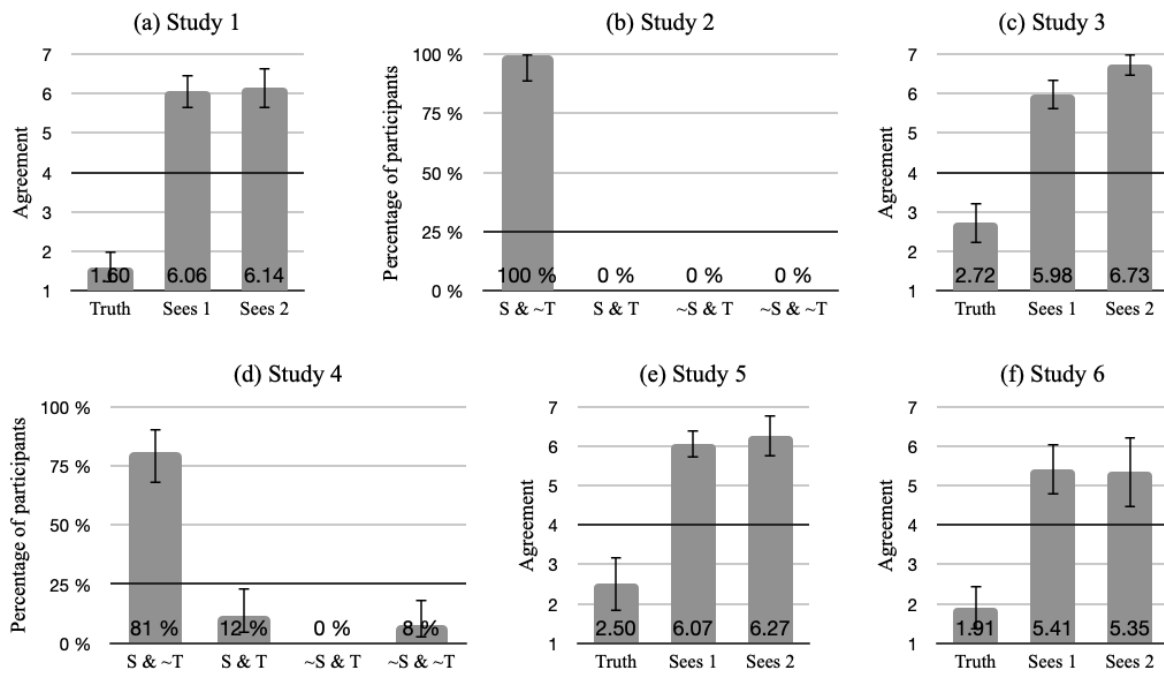 (a) Study 1
7
6
5
4
3
2
1
Agreement
1.60 6.06 6.14
Truth Sees 1 Sees 2
(b) Study 2
100 %
75 %
50 %
25 %
0 %
Percentage of participants
100 % 0 % 0 % 0 %
S & ~T S & T ~S & T ~S & ~T
(c) Study 3
7
6
5
4
3
2
1
Agreement
2.72 5.98 6.73
Truth Sees 1 Sees 2
(d) Study 4
100 %
75 %
50 %
25 %
0 %
Percentage of participants
81 % 12 % 0 % 8 %
S & ~T S & T ~S & T ~S & ~T
(e) Study 5
7
6
5
4
3
2
1
Agreement
2.50 6.07 6.27
Truth Sees 1 Sees 2
(f) Study 6
7
6
5
4
3
2
1
Agreement
1.91 5.41 5.35
Truth Sees 1 Sees 2